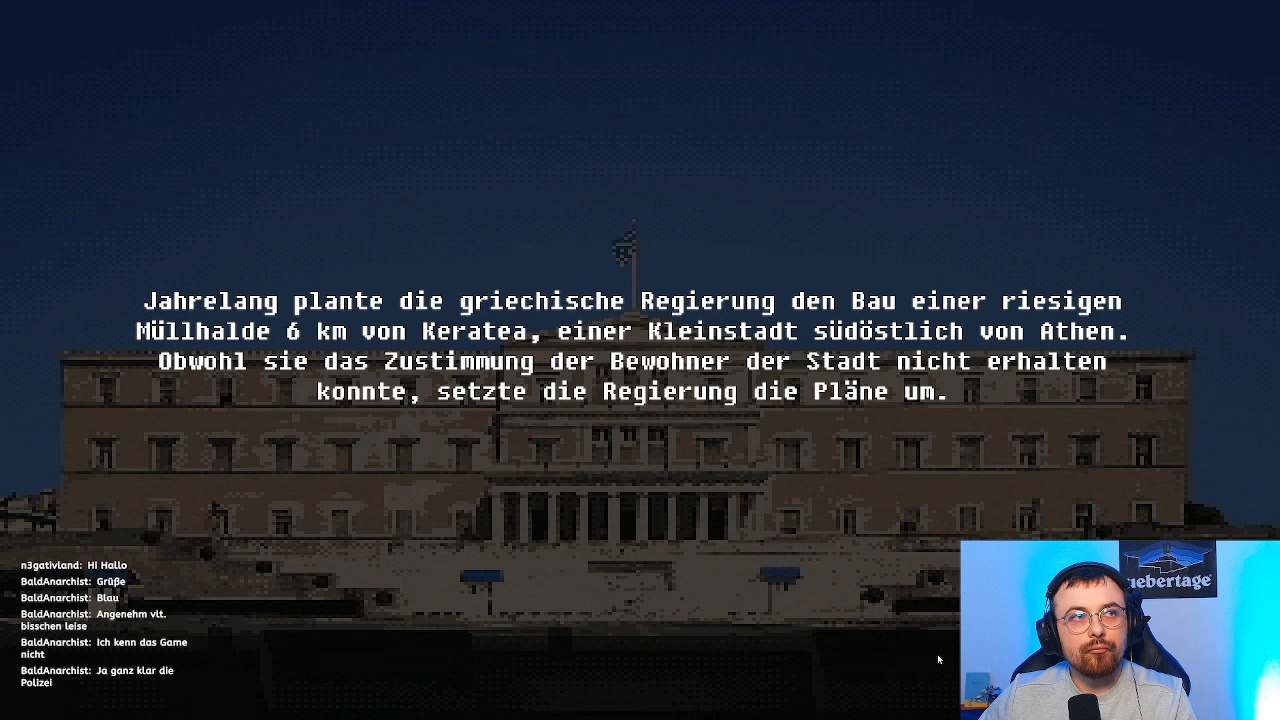 Jahrelang plante die griechische Regierung den Bau einer riesigen
Müllhalde 6 km von Keratea, einer Kleinstadt südöstlich von Athen.
Obwohl sie das Zustimmung der Bewohner der Stadt nicht erhalten
konnte, setzte die Regierung die Pläne um.
n3gativland: Hi Hallo
BaldAnarchist: Grüße
BaldAnarchist: Blau
BaldAnarchist: Angenehm vlt.
bisschen leise
BaldAnarchist: Ich kenn das Game
nicht
BaldAnarchist: Ja ganz klar die
Polizei
uebertage